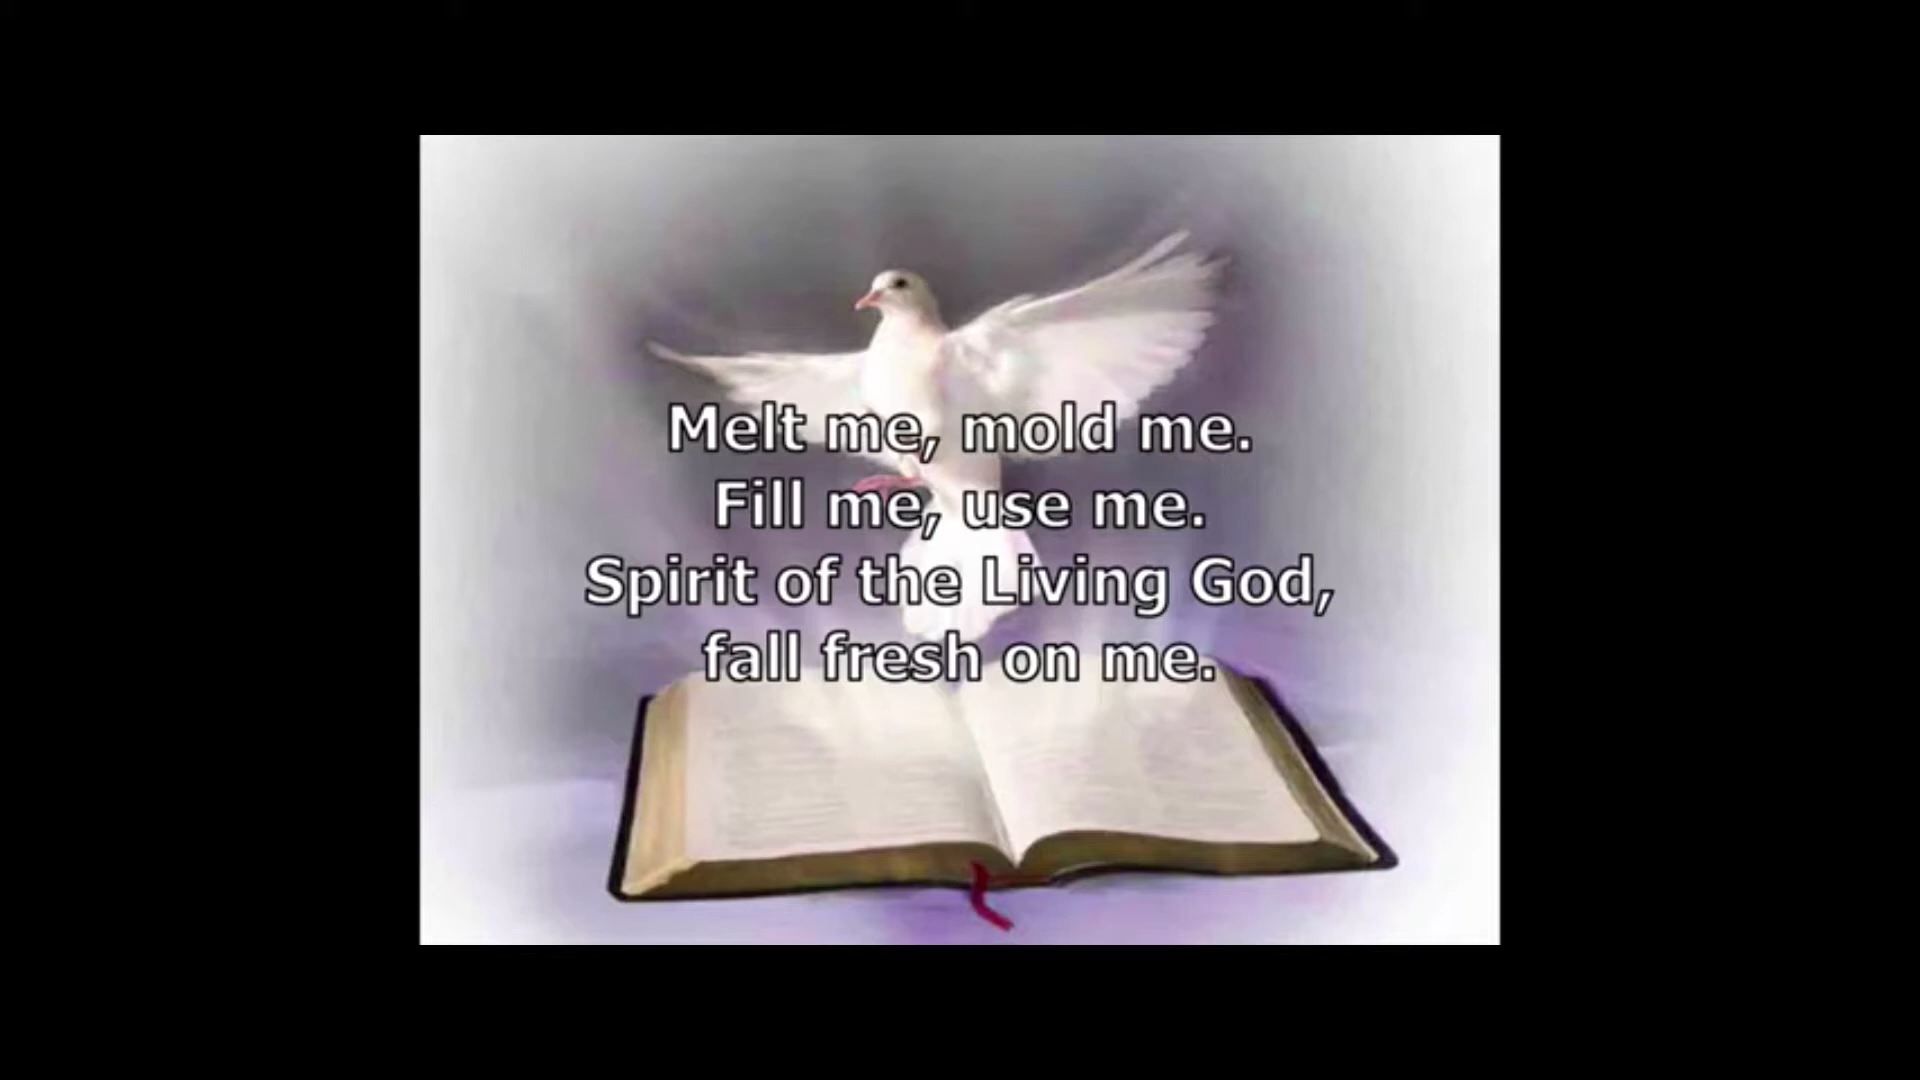 Melt me, mold me.
Fill me, use me.
Spirit of the Living God,
fall fresh on me.